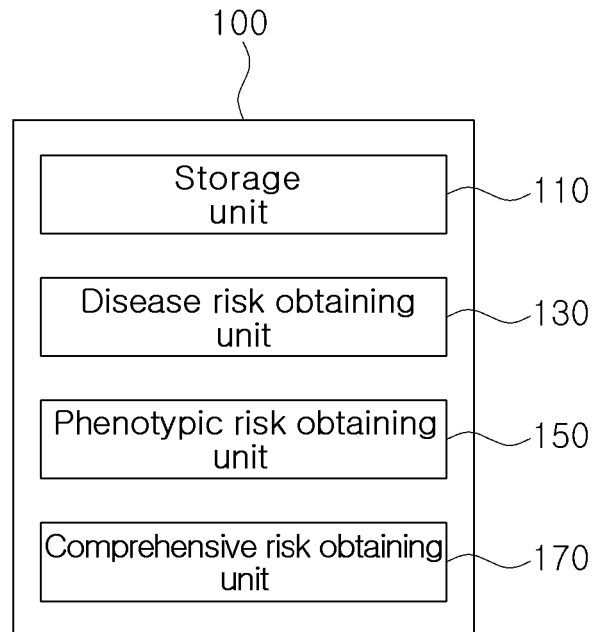 100
Storage
unit
110
Disease risk obtaining
unit
130
Phenotypic risk obtaining
unit
150
Comprehensive risk obtaining
unit
170